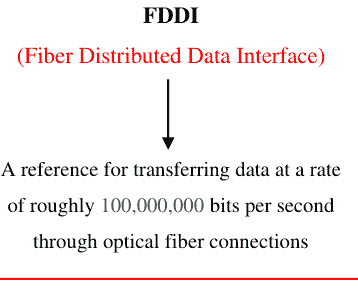 FDDI
(Fiber Distributed Data Interface)
A reference for transferring data at a rate
of roughly 100,000,000 bits per second
through optical fiber connections